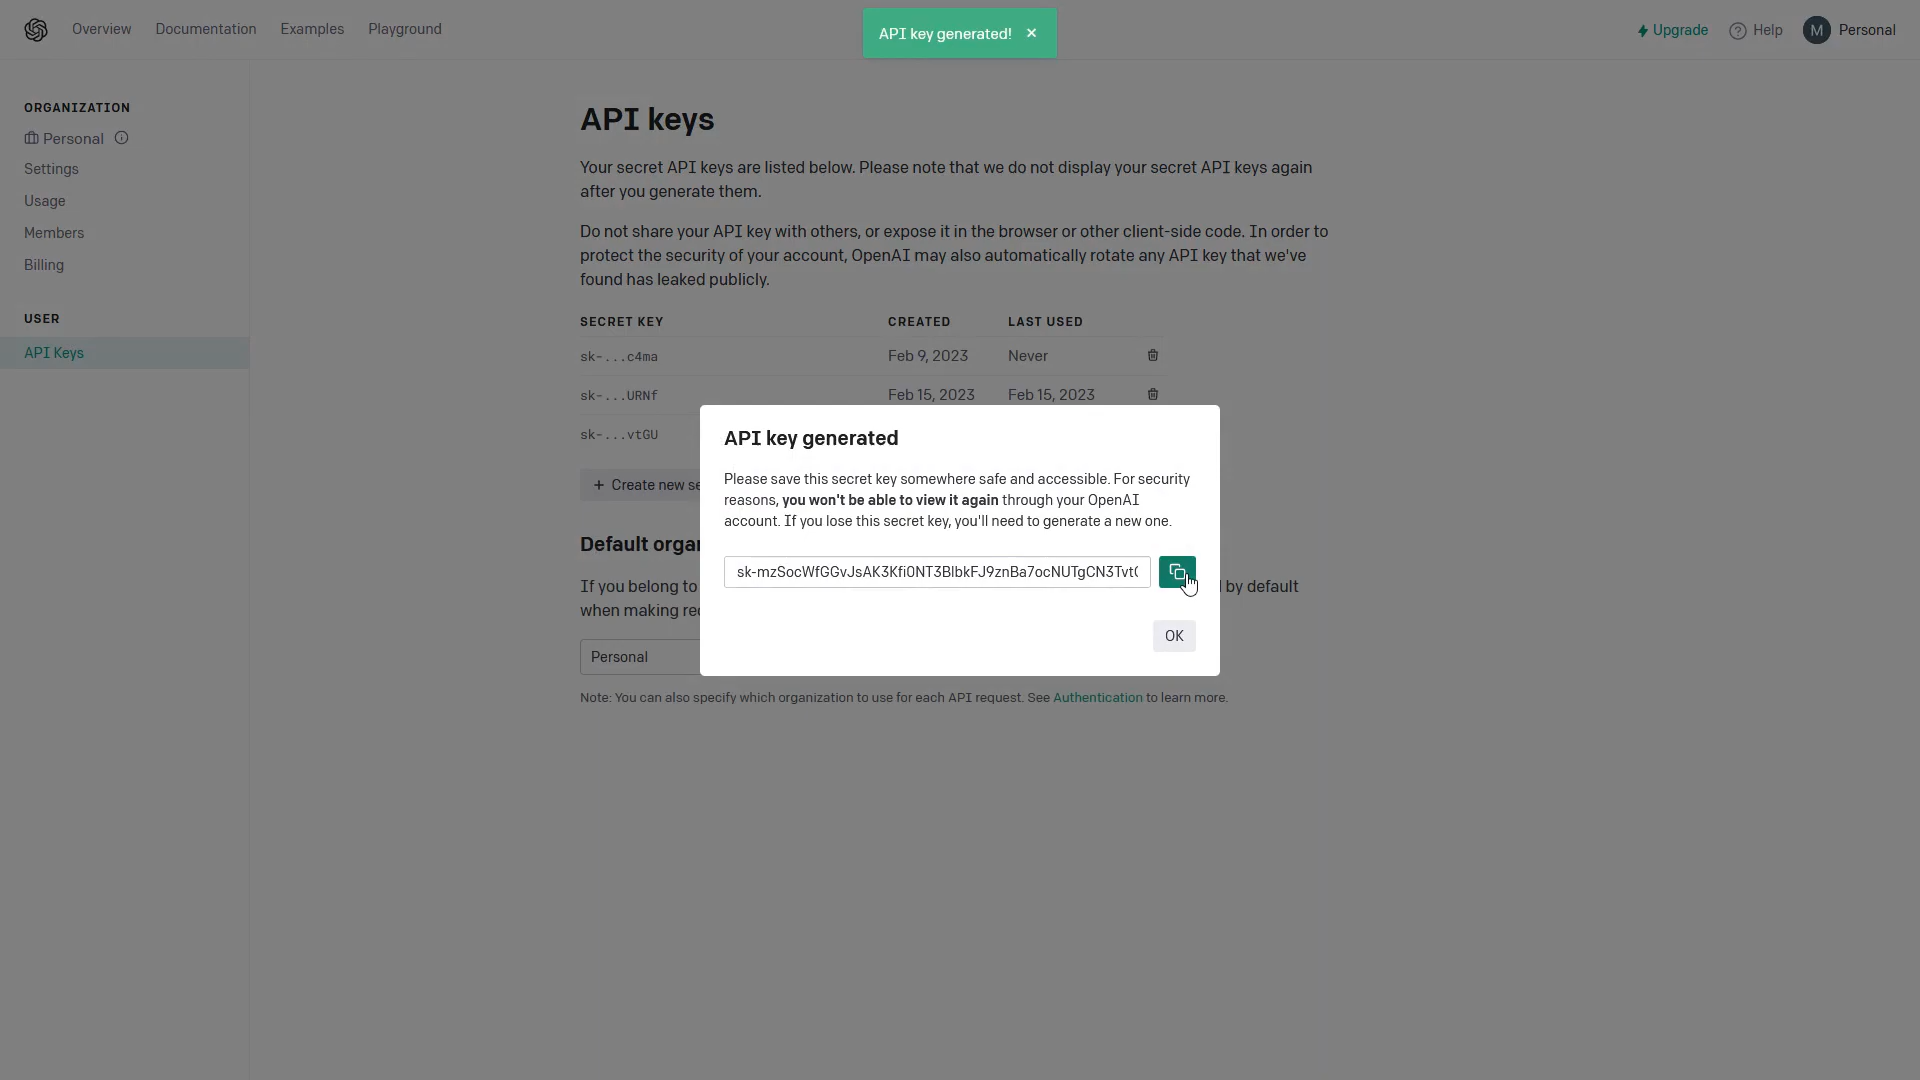 Overview
Documentation
Examples
Playground
API key generated!
Upgrade
Help
M
Personal
ORGANIZATION
Personal
Settings
Usage
Members
Billing
USER
API Keys
API keys
Your secret API keys are listed below. Please note that we do not display your secret API keys again
after you generate them.
Do not share your API key with others, or expose it in the browser or other client-side code. In order to
protect the security of your account, OpenAI may also automatically rotate any API key that we've
found has leaked publicly.
SECRET KEY CREATED LAST USED
sk-...c4ma Feb 9, 2023 Never
sk-...URNf Feb 15, 2023 Feb 15, 2023
sk-...vtGU
+ Create new se
API key generated
Please save this secret key somewhere safe and accessible. For security
reasons, you won't be able to view it again through your OpenAI
account. If you lose this secret key, you'll need to generate a new one.
OK
Default orga
If you belong to by default
when making re
Personal
Note: You can also specify which organization to use for each API request. See Authentication to learn more.